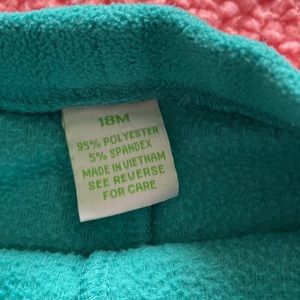 18M
95% POLYESTER
5% SPANDEX
MADE IN VIETNAM
SEE REVERSE
FOR CARE